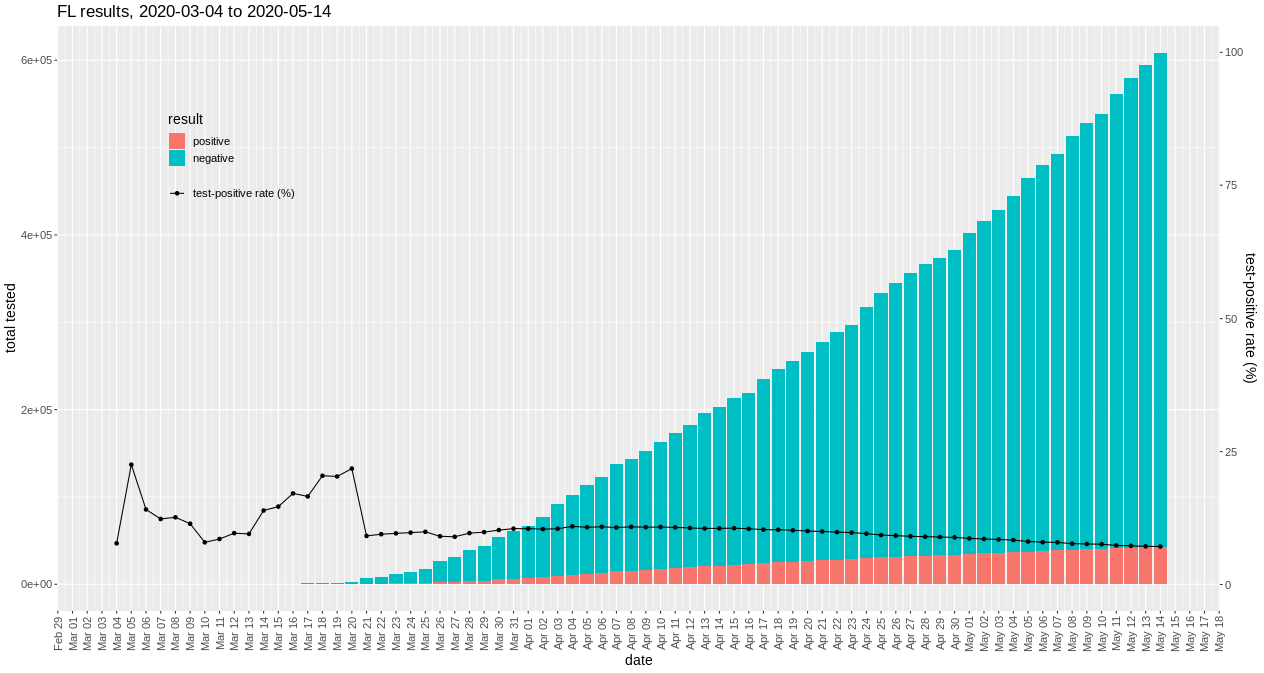 FL results, 2020-03-04 to 2020-05-14
6e+05
4e+05
2e+05
0e+00
total tested
result
positive
negative
test-positive rate (%)
100
75
50
25
0
test-positive rate (%)
Feb 29
Mar 01
Mar 02
Mar 03
Mar 04
Mar 05
Mar 06
Mar 07
Mar 08
Mar 09
Mar 10
Mar 11
Mar 12
Mar 13
Mar 14
Mar 15
Mar 16
Mar 17
Mar 18
Mar 19
Mar 20
Mar 21
Mar 22
Mar 23
Mar 24
Mar 25
Mar 26
Mar 27
Mar 28
Mar 29
Mar 30
Mar 31
Apr 01
Apr 02
Apr 03
Apr 04
Apr 05
Apr 06
Apr 07
Apr 08
Apr 09
Apr 10
Apr 11
Apr 12
Apr 13
Apr 14
Apr 15
Apr 16
Apr 17
Apr 18
Apr 19
Apr 20
Apr 21
Apr 22
Apr 23
Apr 24
Apr 25
Apr 26
Apr 27
Apr 28
Apr 29
Apr 30
May 01
May 02
May 03
May 04
May 05
May 06
May 07
May 08
May 09
May 10
May 11
May 12
May 13
May 14
May 15
May 16
May 17
May 18
date